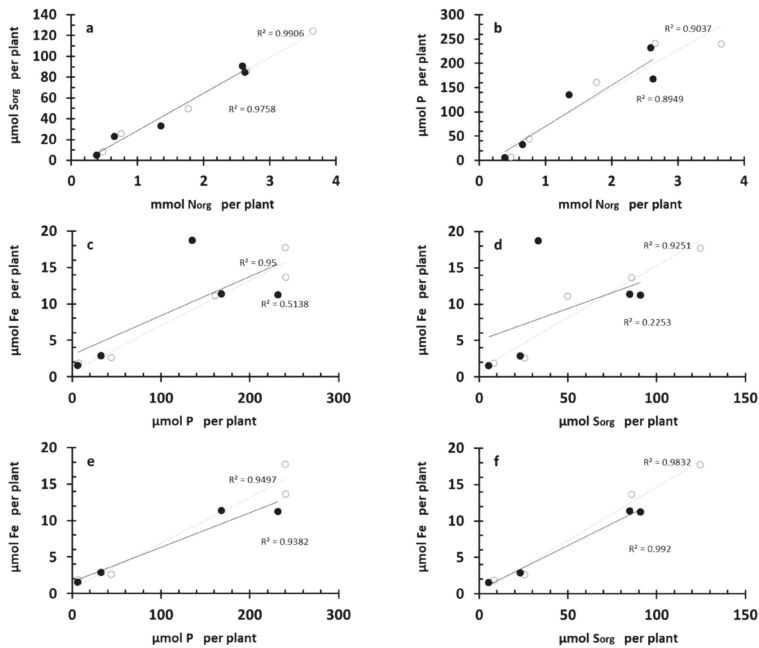 a
R² = 0.9906
R² = 0.9758
140
120
100
80
60
40
20
0
0 1 2 3 4
µmol Sorg per plant
mmol Norg per plant
b
R² = 0.9037
R² = 0.8949
300
250
200
150
100
50
0
0 1 2 3 4
µmol P per plant
mmol Norg per plant
c
R² = 0.95
R² = 0.5138
20
15
10
5
0
0 100 200 300
µmol Fe per plant
µmol P per plant
d
R² = 0.9251
R² = 0.2253
20
15
10
5
0
0 50 100 150
µmol Fe per plant
µmol Sorg per plant
e
R² = 0.9497
R² = 0.9382
20
15
10
5
0
0 100 200 300
µmol Fe per plant
µmol P per plant
f
R² = 0.9832
R² = 0.992
20
15
10
5
0
0 50 100 150
µmol Fe per plant
µmol Sorg per plant